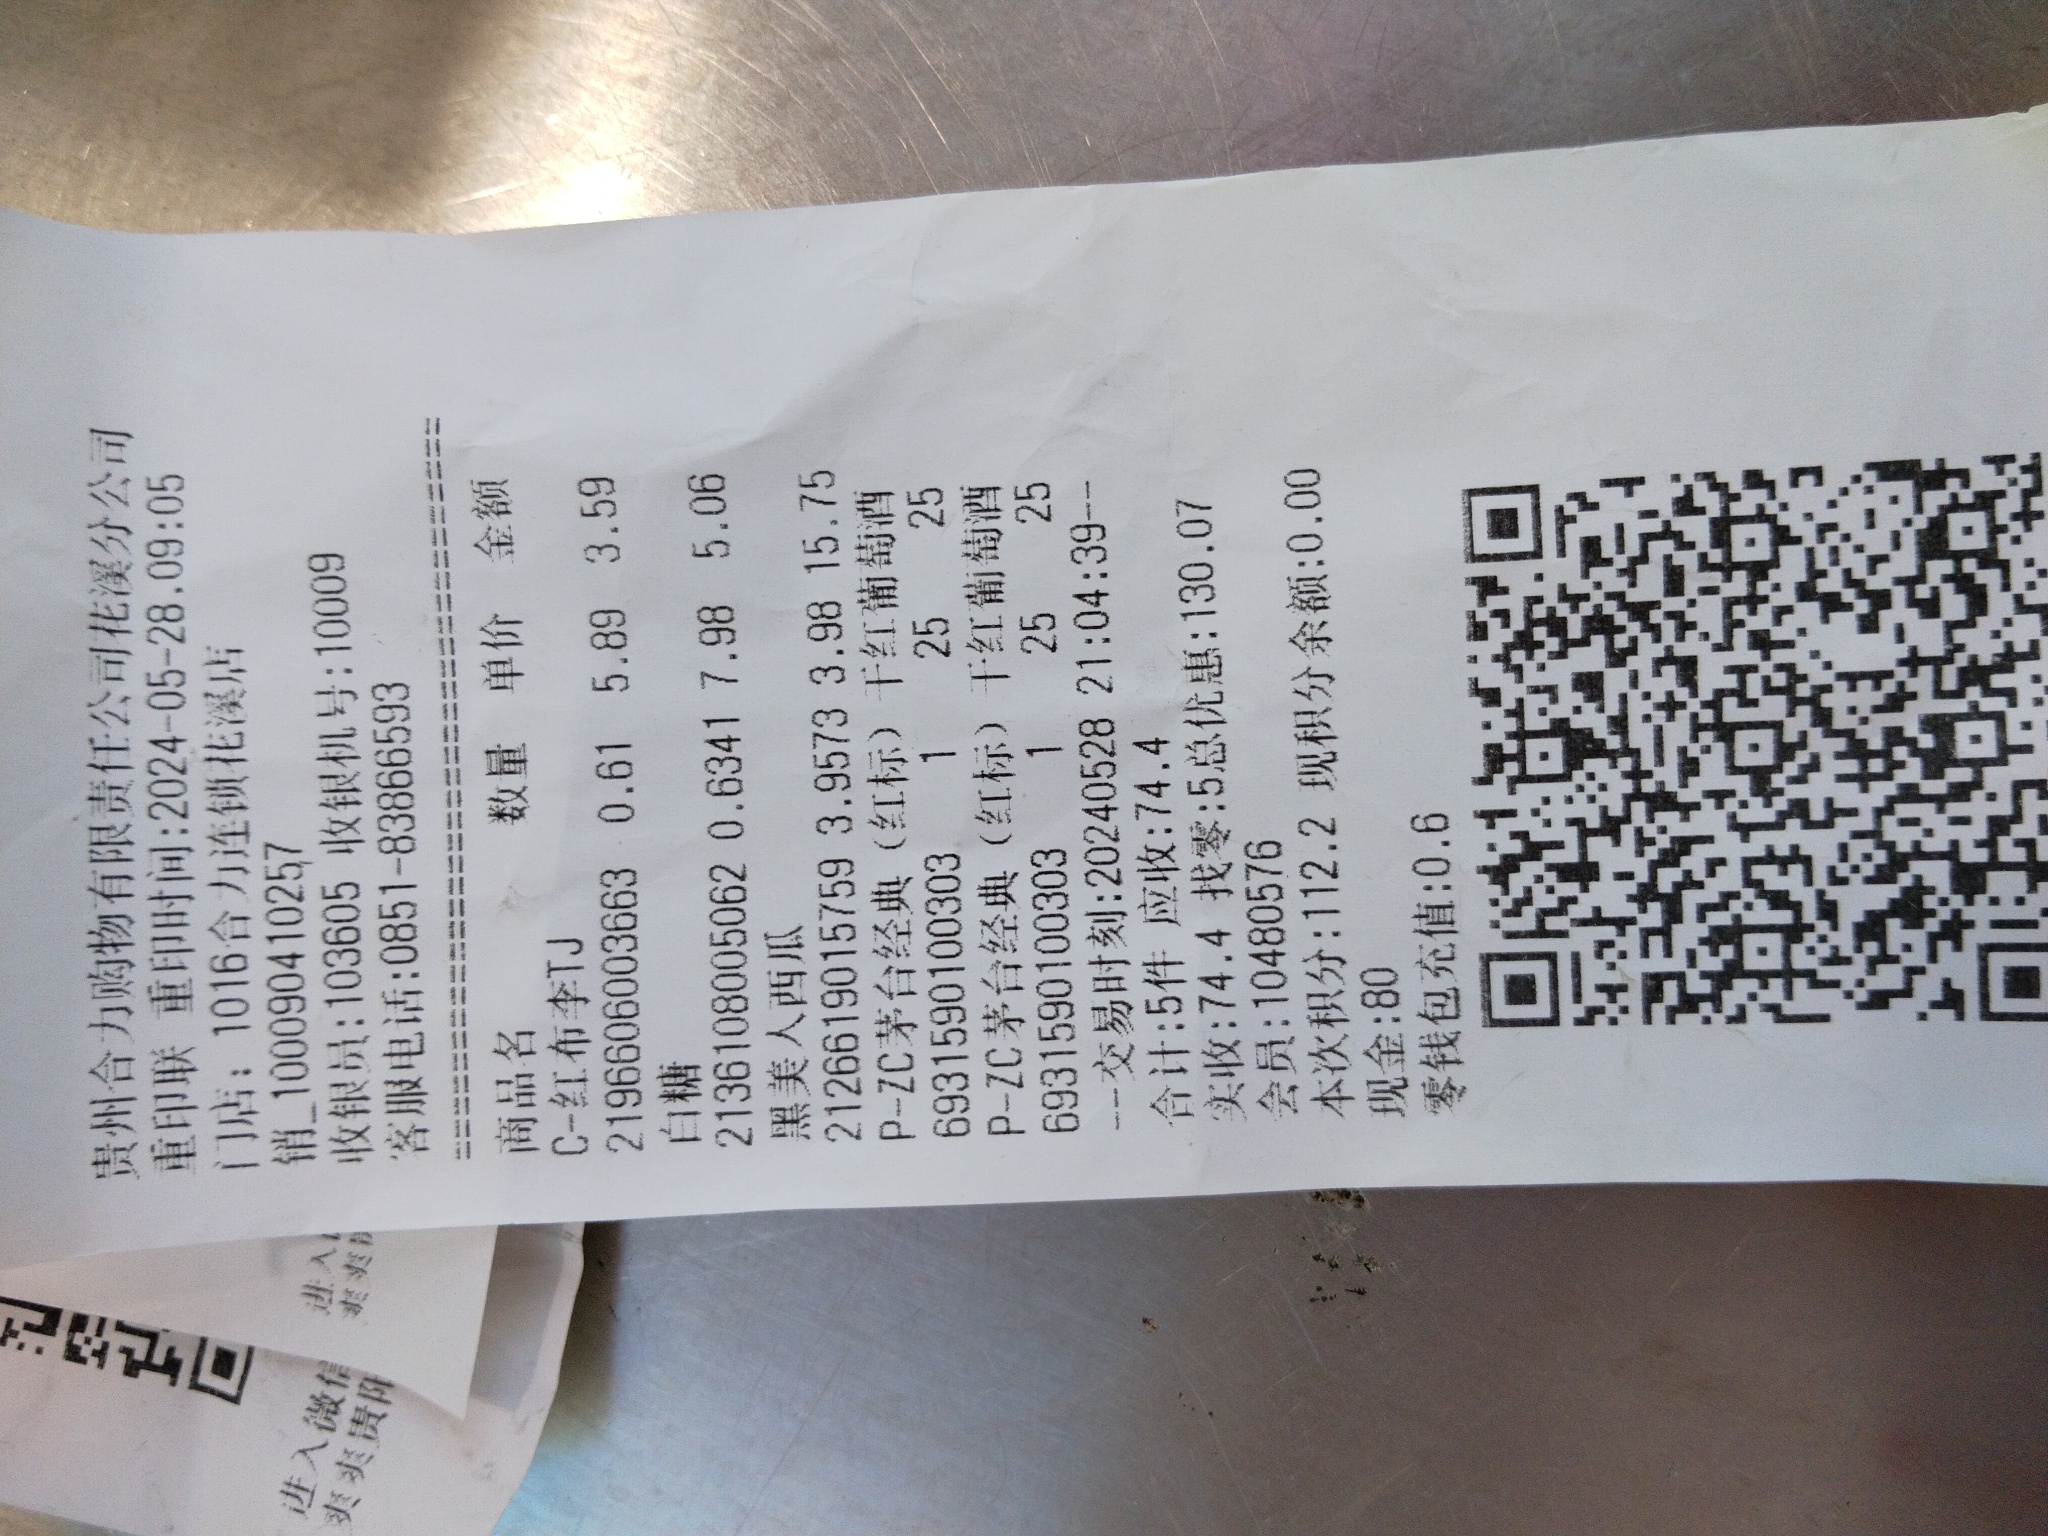 贵州合力购物有限责任公司花溪分公司
重印联 重印时间:2024-05-28.09:05
门店: 1016合力连锁花溪店
销_100090410257
收银员:103605 收银机号:10009
客服电话:0851-83866593
==========================================
商品名 数量 单价 金额
C-红布李TJ
2196606003663 0.61 5.89 3.59
白糖
2136108005062 0.6341 7.98 5.06
黑美人西瓜
2126619015759 3.9573 3.98 15.75
P-ZC茅台经典（红标）干红葡萄酒
6931590100303 1 25 25
P-ZC茅台经典（红标）干红葡萄酒
6931590100303 1 25 25
---交易时刻:20240528 21:04:39--
合计:5件 应收:74.4
实收:74.4 找零:5总优惠:130.07
会员:10480576
本次积分:112.2 现积分余额:0.00
现金:80
零钱包充值:0.6
进入
爽爽
进入微信
爽爽贵阳